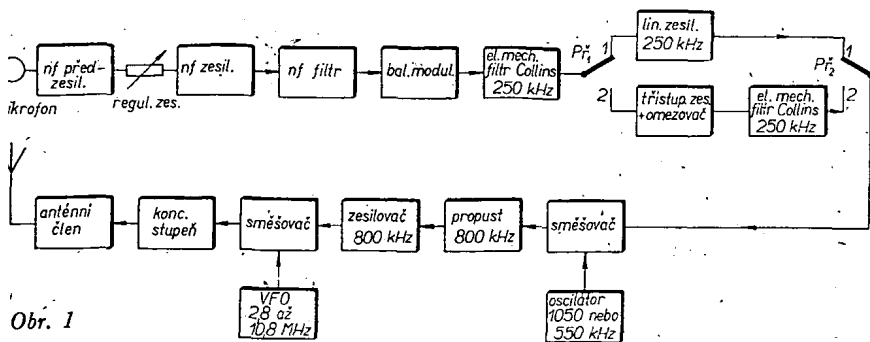 nf před-
zesil.
regul. zes.
nf zesil.
nf filtr
bal. modul.
el. mech.
filtr Collins
250 kHz
Př1
1
2
lin. zesil.
250 kHz
třístup. zes.
+omezovač
el. mech.
filtr Collins
250 kHz
Př2
1
2
ikrofon
anténní
člen
konc.
stupeň
směšovač
zesilovač
800 kHz
propust
800 kHz
směšovač
VFO
2,8 až
10,8 MHz
oscilátor
1050 nebo
550 kHz
Obr. 1